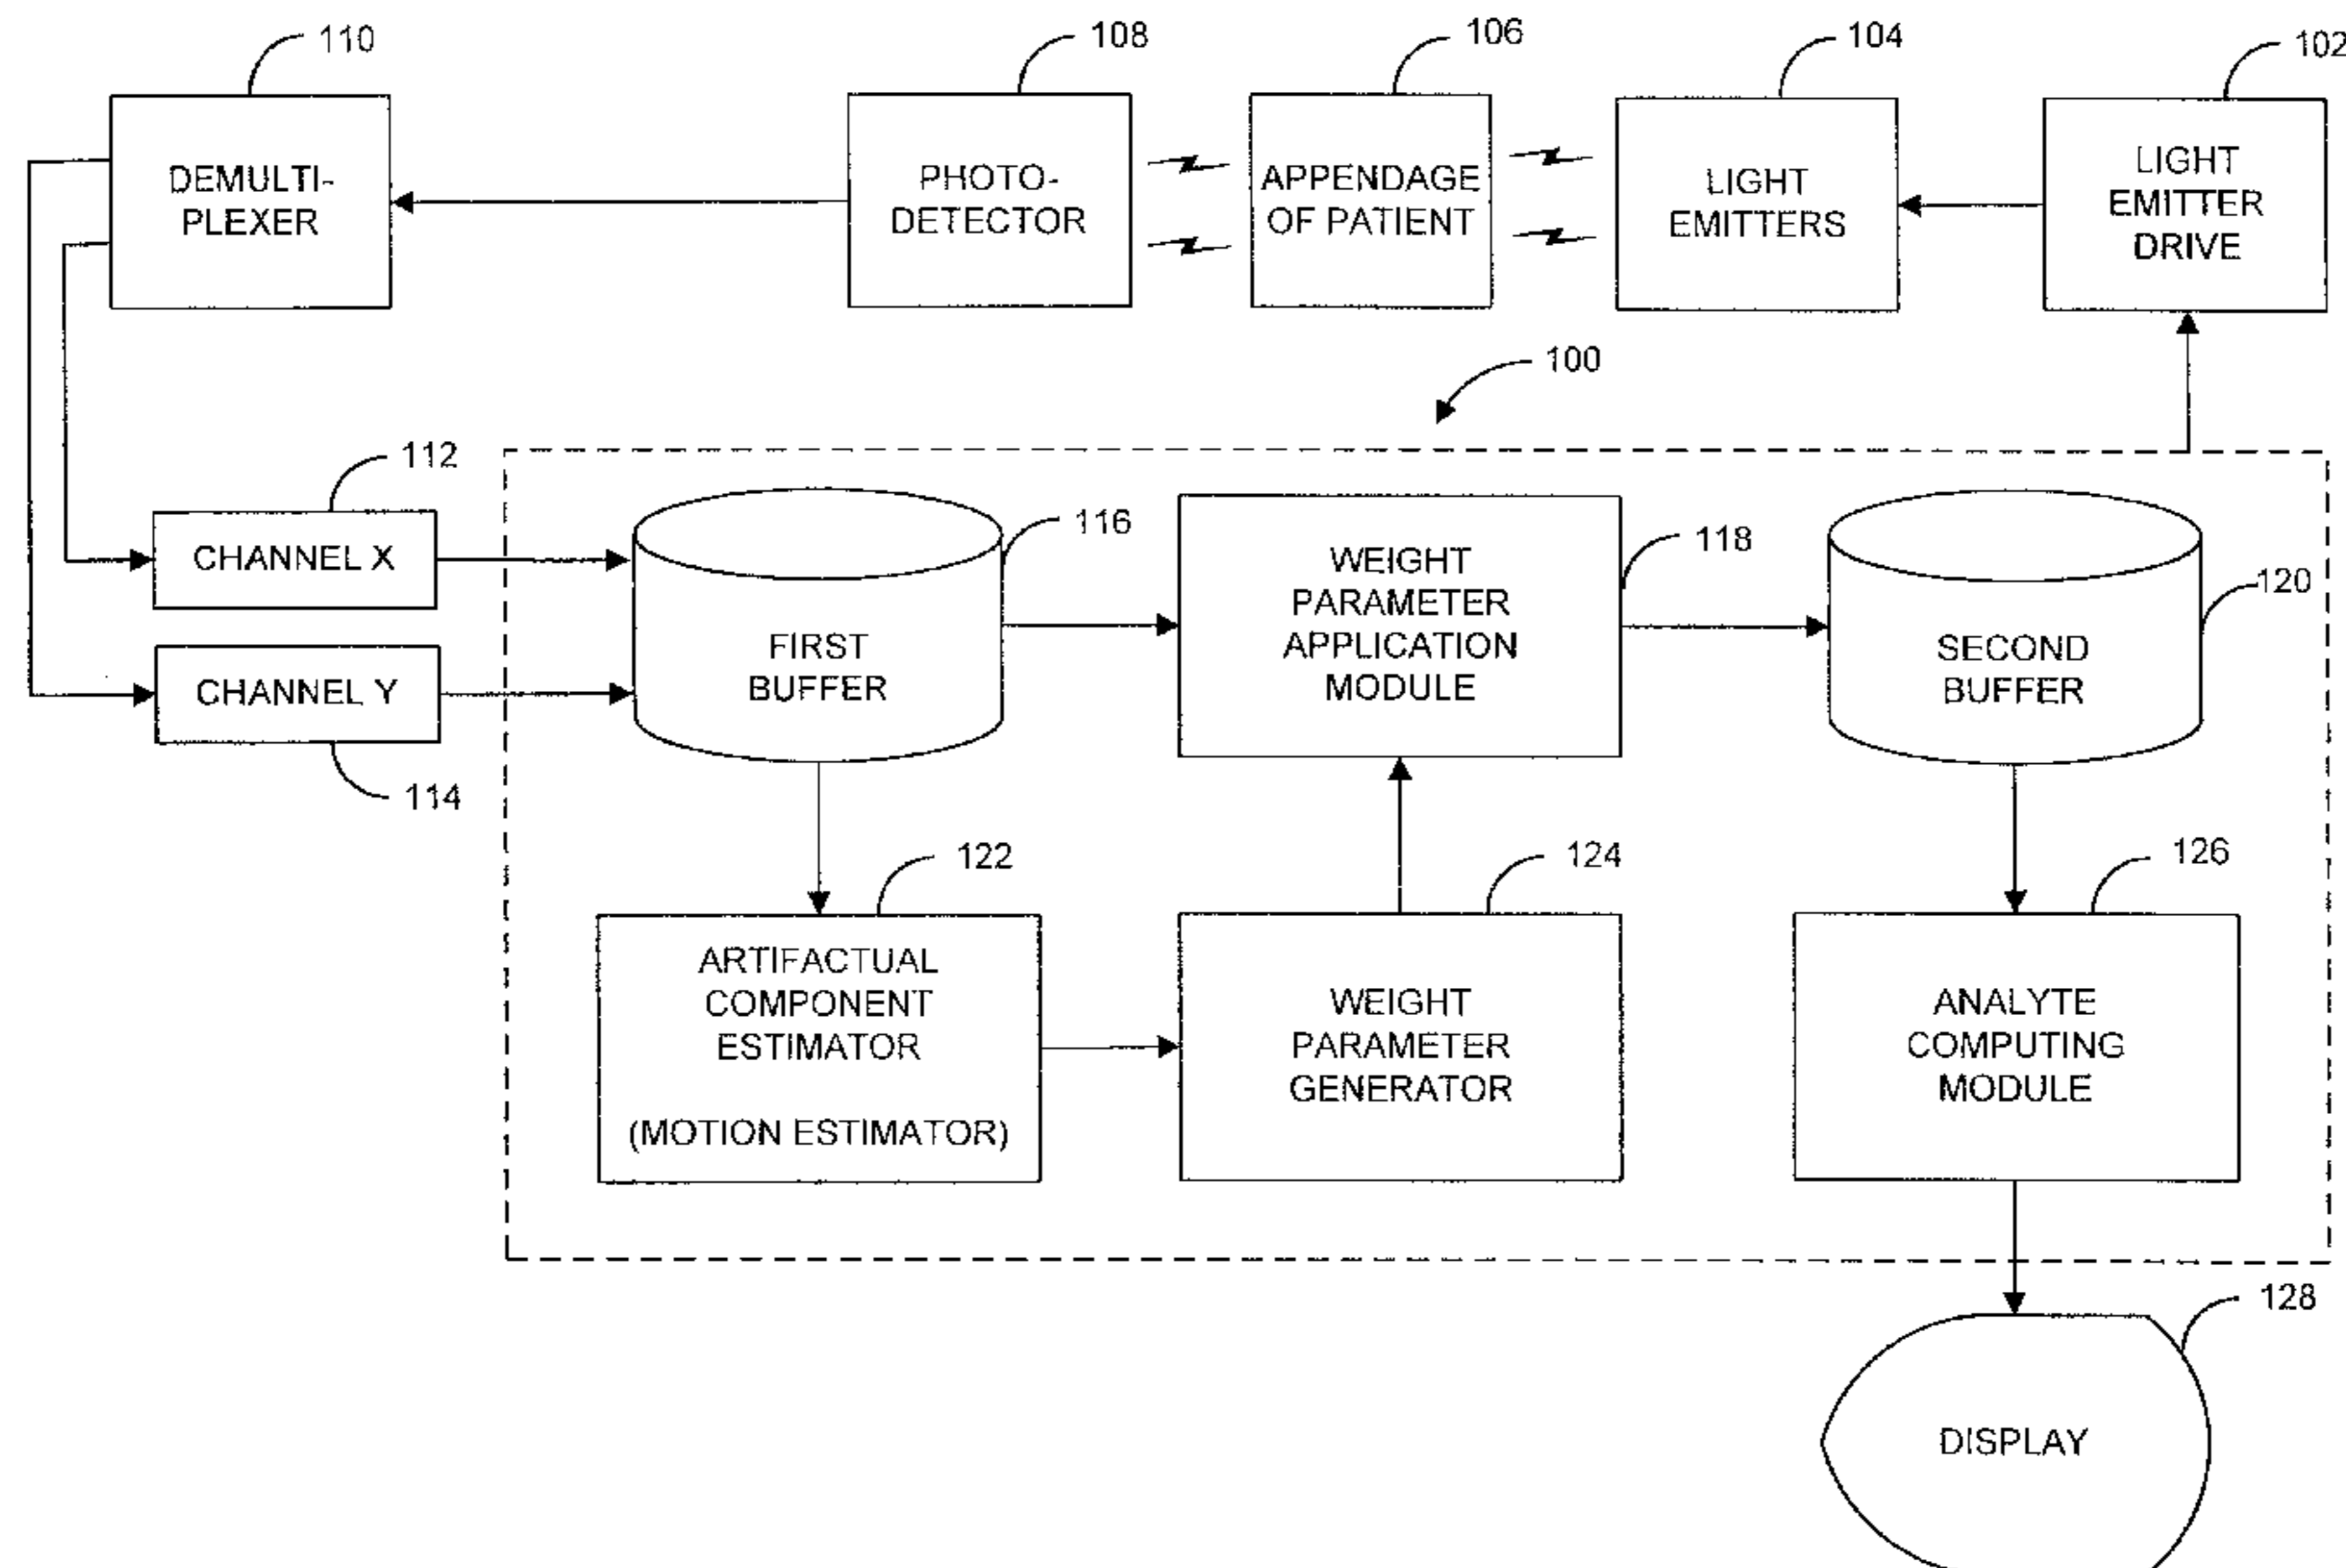 110
108
106
104
102
DEMULTI-
PLEXER
PHOTO-
DETECTOR
APPENDAGE
OF PATIENT
LIGHT
EMITTERS
LIGHT
EMITTER
DRIVE
100
112
CHANNEL X
CHANNEL Y
114
116
FIRST
BUFFER
118
WEIGHT
PARAMETER
APPLICATION
MODULE
120
SECOND
BUFFER
122
ARTIFACTUAL
COMPONENT
ESTIMATOR
(MOTION ESTIMATOR)
124
WEIGHT
PARAMETER
GENERATOR
126
ANALYTE
COMPUTING
MODULE
128
DISPLAY